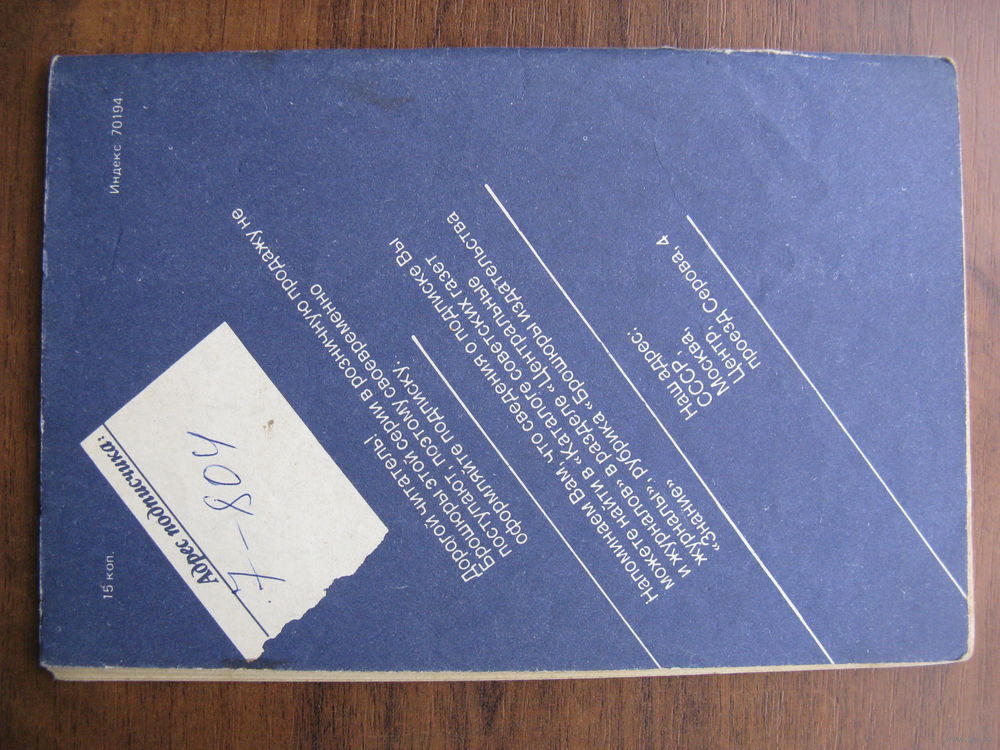 15 коп.
Индекс 70194
Адрес подписчика:
7-804
Дорогой читатель!
Брошюры этой серии в розничную продажу не
поступают, поэтому своевременно
оформляйте подписку.
Напоминаем Вам, что сведения о подписке Вы
можете найти в «Каталоге советских газет
и журналов» в разделе «Центральные
журналы», рубрика «Брошюры издательства
«Знание»
Наш адрес:
СССР,
Москва,
Центр,
проезд Серова, 4